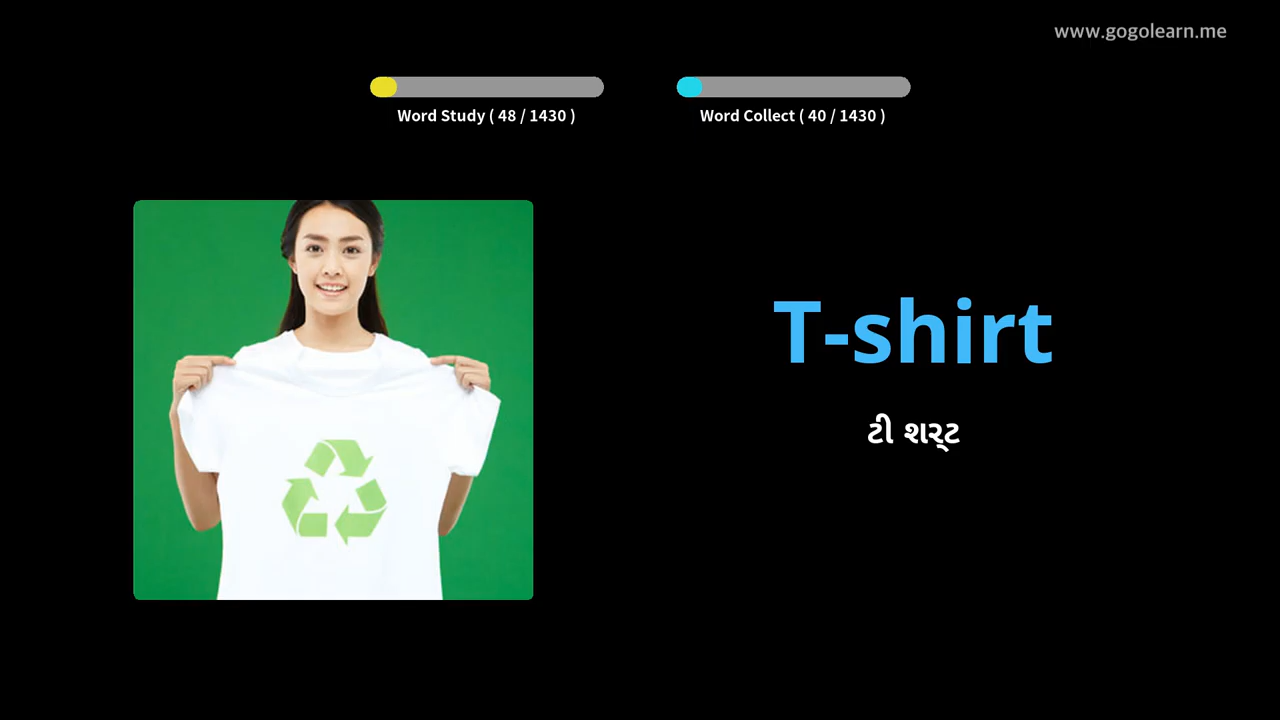 www.gogolearn.me
Word Study ( 48 / 1430 )
Word Collect ( 40 / 1430 )
T-shirt
ટી શર્ટ